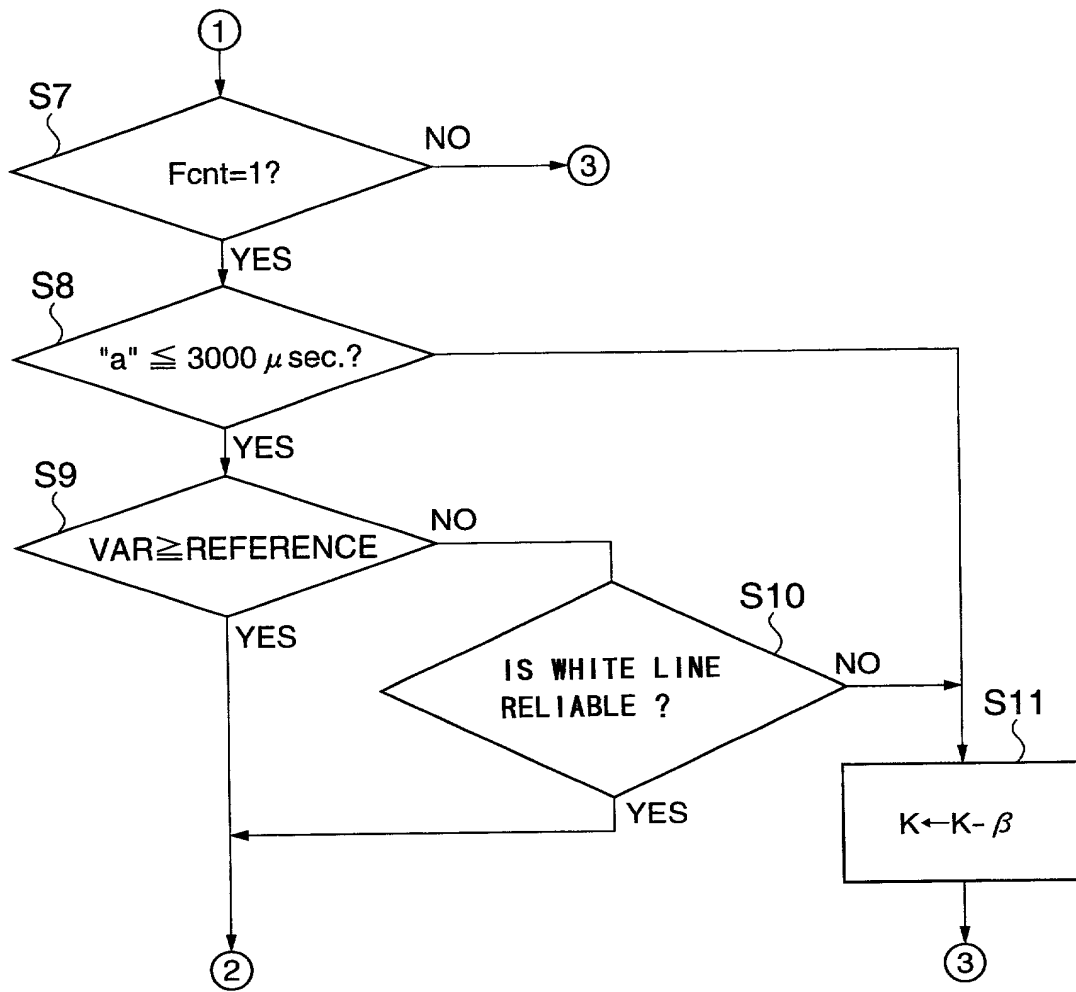 1
S7
NO
Fcnt=1?
3
YES
S8
"a" ≦ 3000 μ sec.?
YES
S9
NO
VAR≧REFERENCE
S10
YES
IS WHITE LINE
RELIABLE ?
NO
S11
YES
K←K-β
2
3